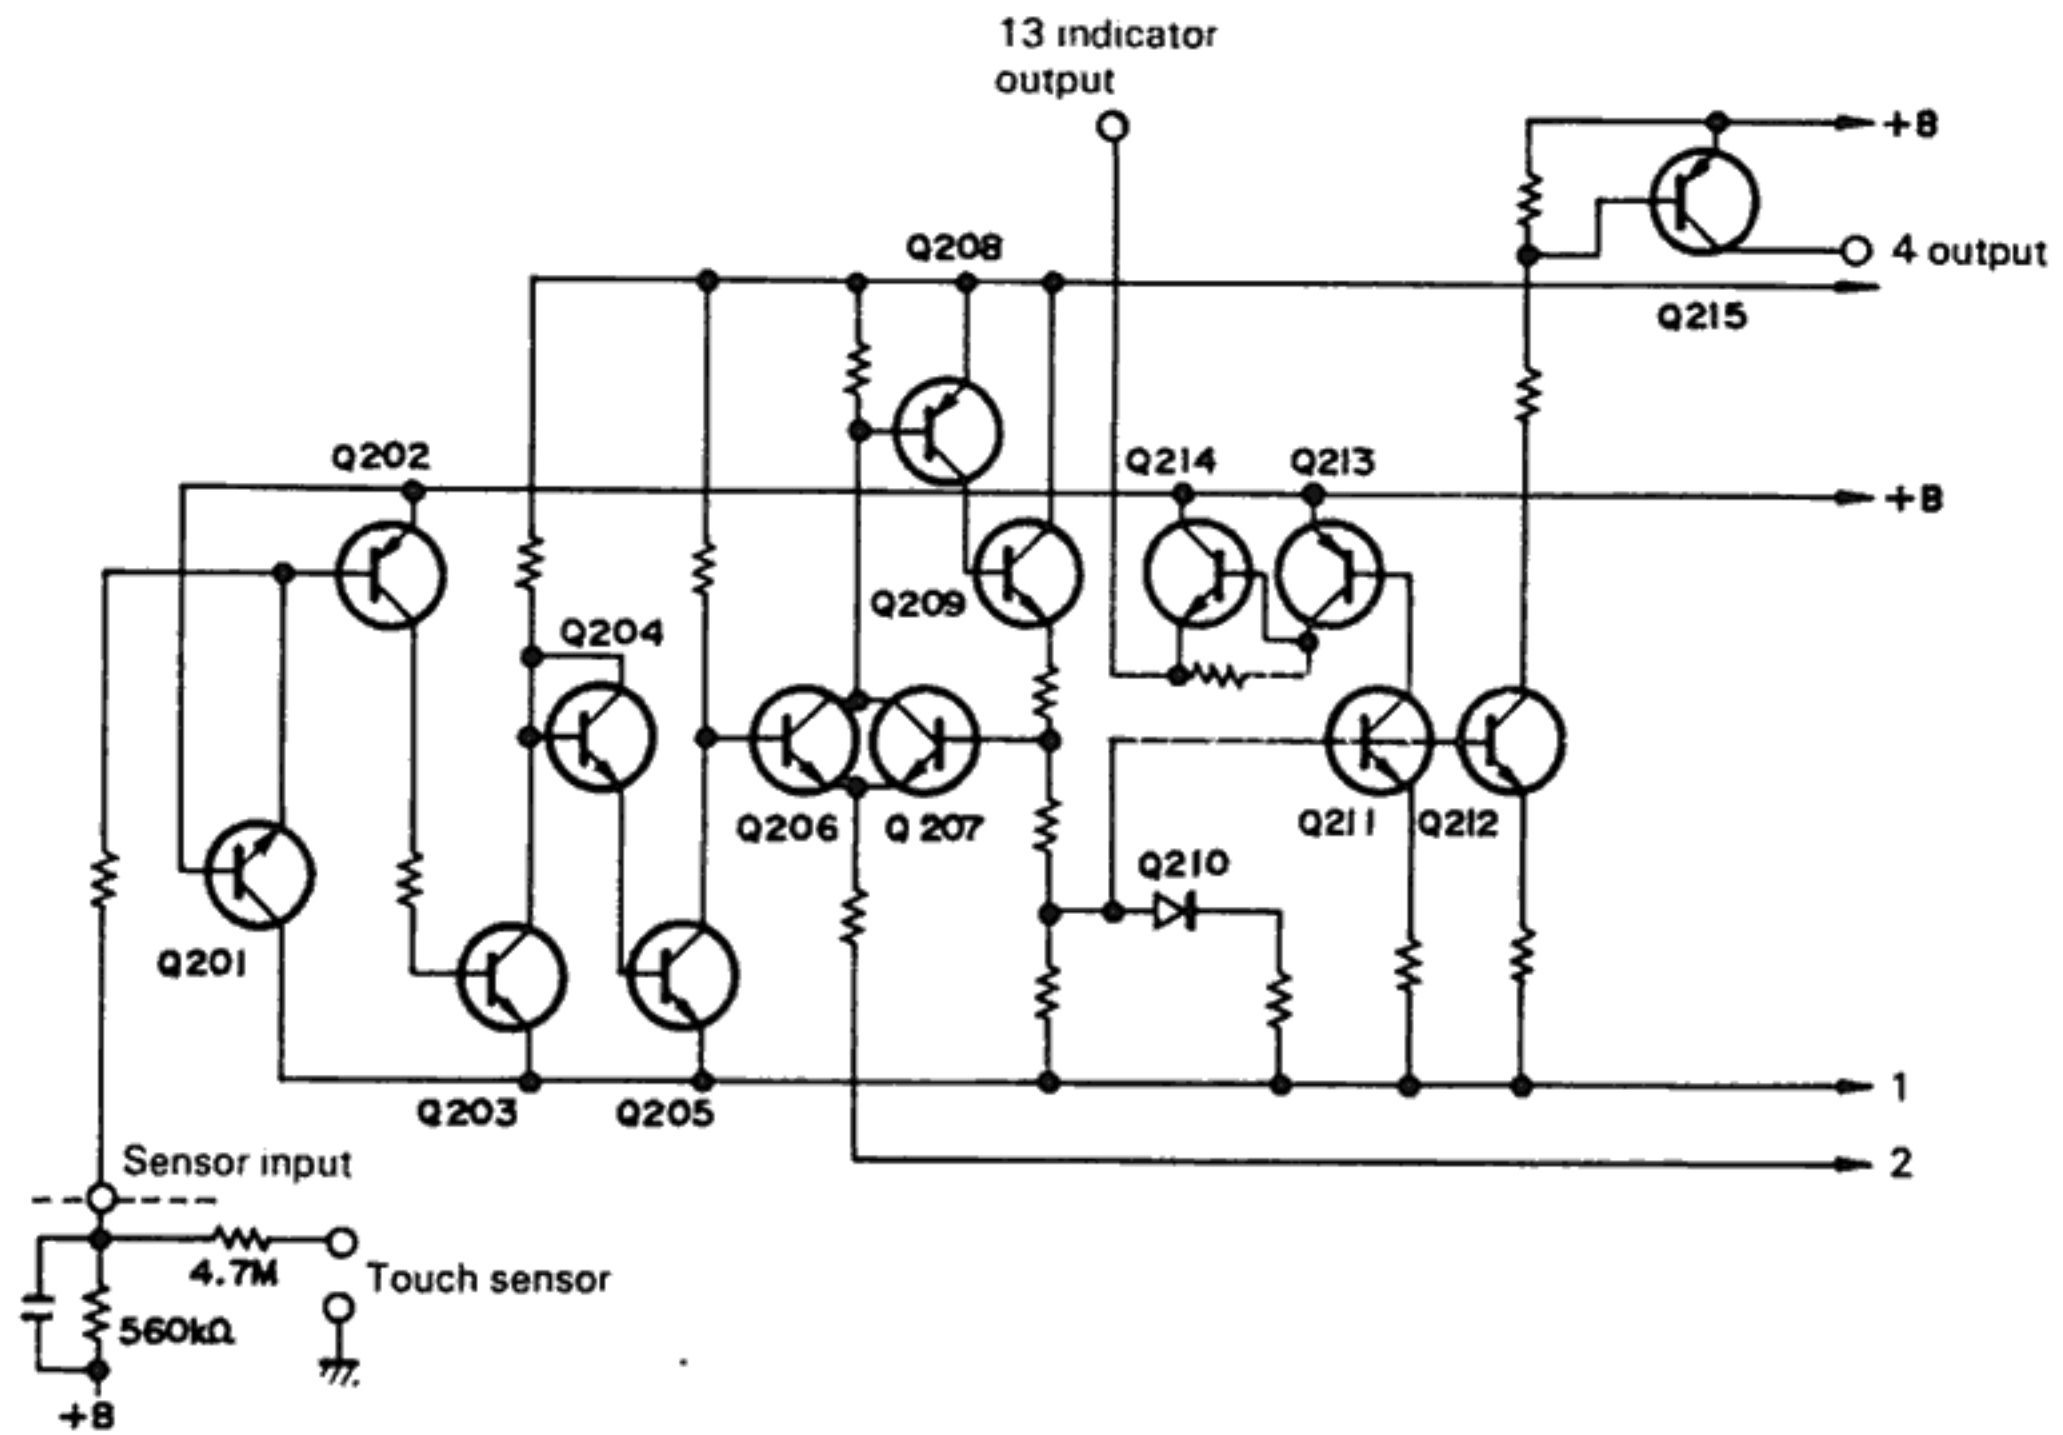 13 indicator
output
+B
4 output
Q208
Q215
Q202
Q214
Q213
+B
Q209
Q204
Q206
Q207
Q211
Q212
Q210
Q201
Q203
Q205
1
2
Sensor input
4.7M
Touch sensor
560kΩ
+B